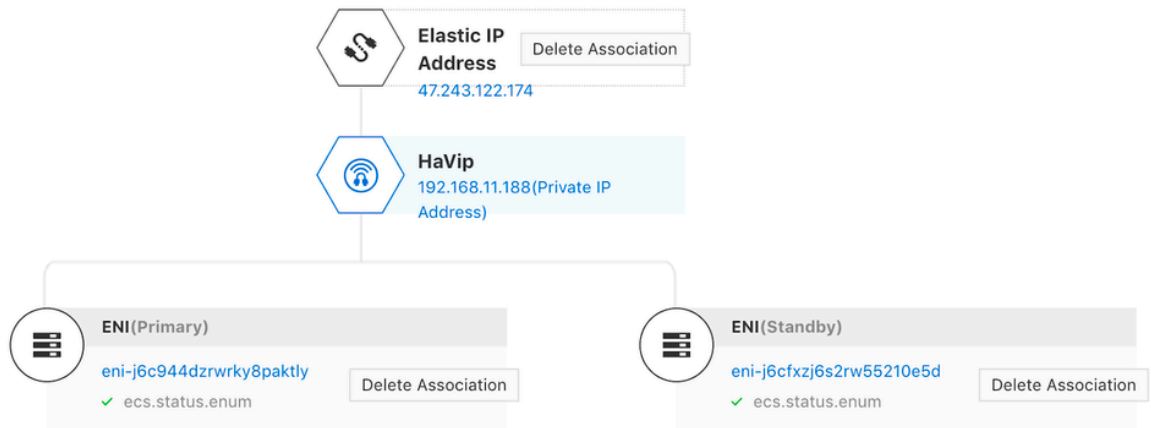 Elastic IP
Address
Delete Association
47.243.122.174
HaVip
192.168.11.188(Private IP
Address)
ENI(Primary)
eni-j6c944dzrwrky8paktly
Delete Association
ecs.status.enum
ENI(Standby)
eni-j6cfxzj6s2rw55210e5d
Delete Association
ecs.status.enum